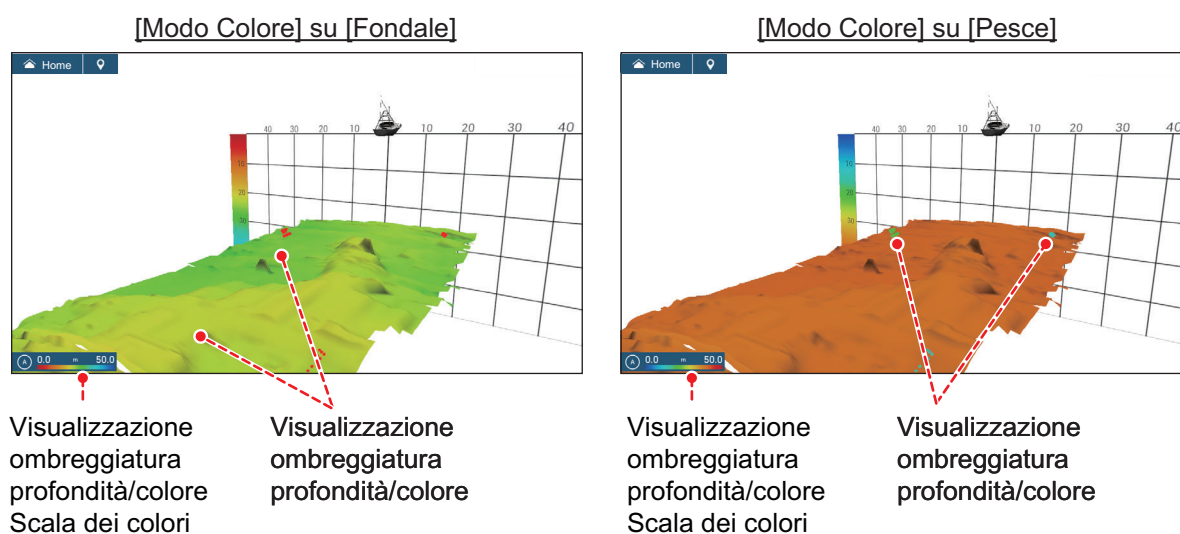 [Modo Colore] su [Fondale]
Home
40 30 20 10 10 20 30 40
10
20
30
A 0.0 m 50.0
Visualizzazione
ombreggiatura
profondità/colore
Scala dei colori
Visualizzazione
ombreggiatura
profondità/colore
[Modo Colore] su [Pesce]
Home
40 30 20 10 10 20 30 40
10
20
30
A 0.0 m 50.0
Visualizzazione
ombreggiatura
profondità/colore
Scala dei colori
Visualizzazione
ombreggiatura
profondità/colore